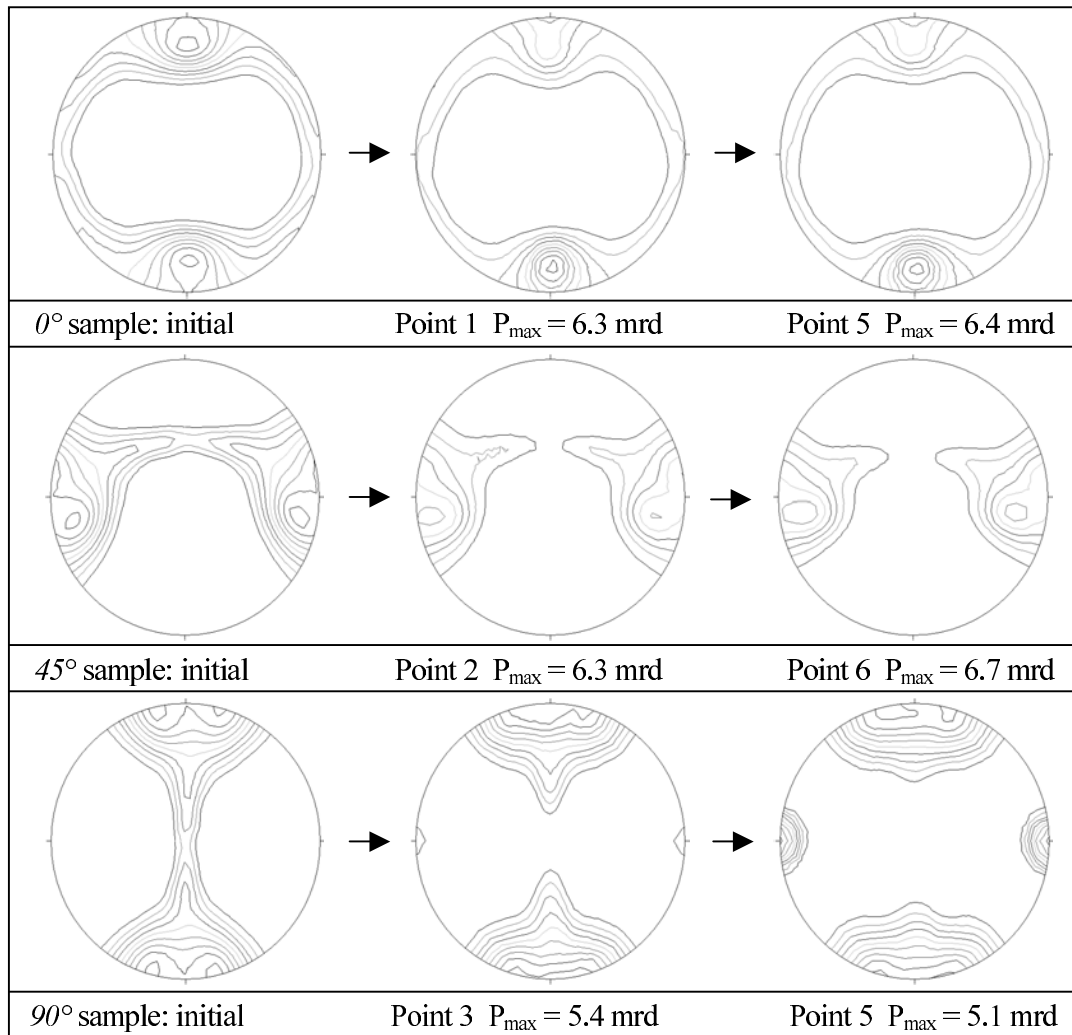 0° sample: initial Point 1 Pmax = 6.3 mrd Point 5 Pmax = 6.4 mrd
45° sample: initial Point 2 Pmax = 6.3 mrd Point 6 Pmax = 6.7 mrd
90° sample: initial Point 3 Pmax = 5.4 mrd Point 5 Pmax = 5.1 mrd